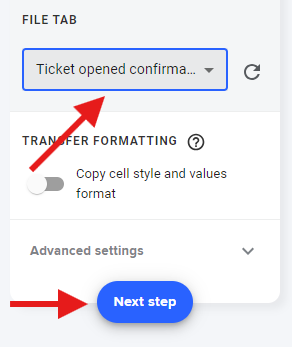 FILE TAB
Ticket opened confirma...
TRANSFER FORMATTING
Copy cell style and values
format
Advanced settings
Next step